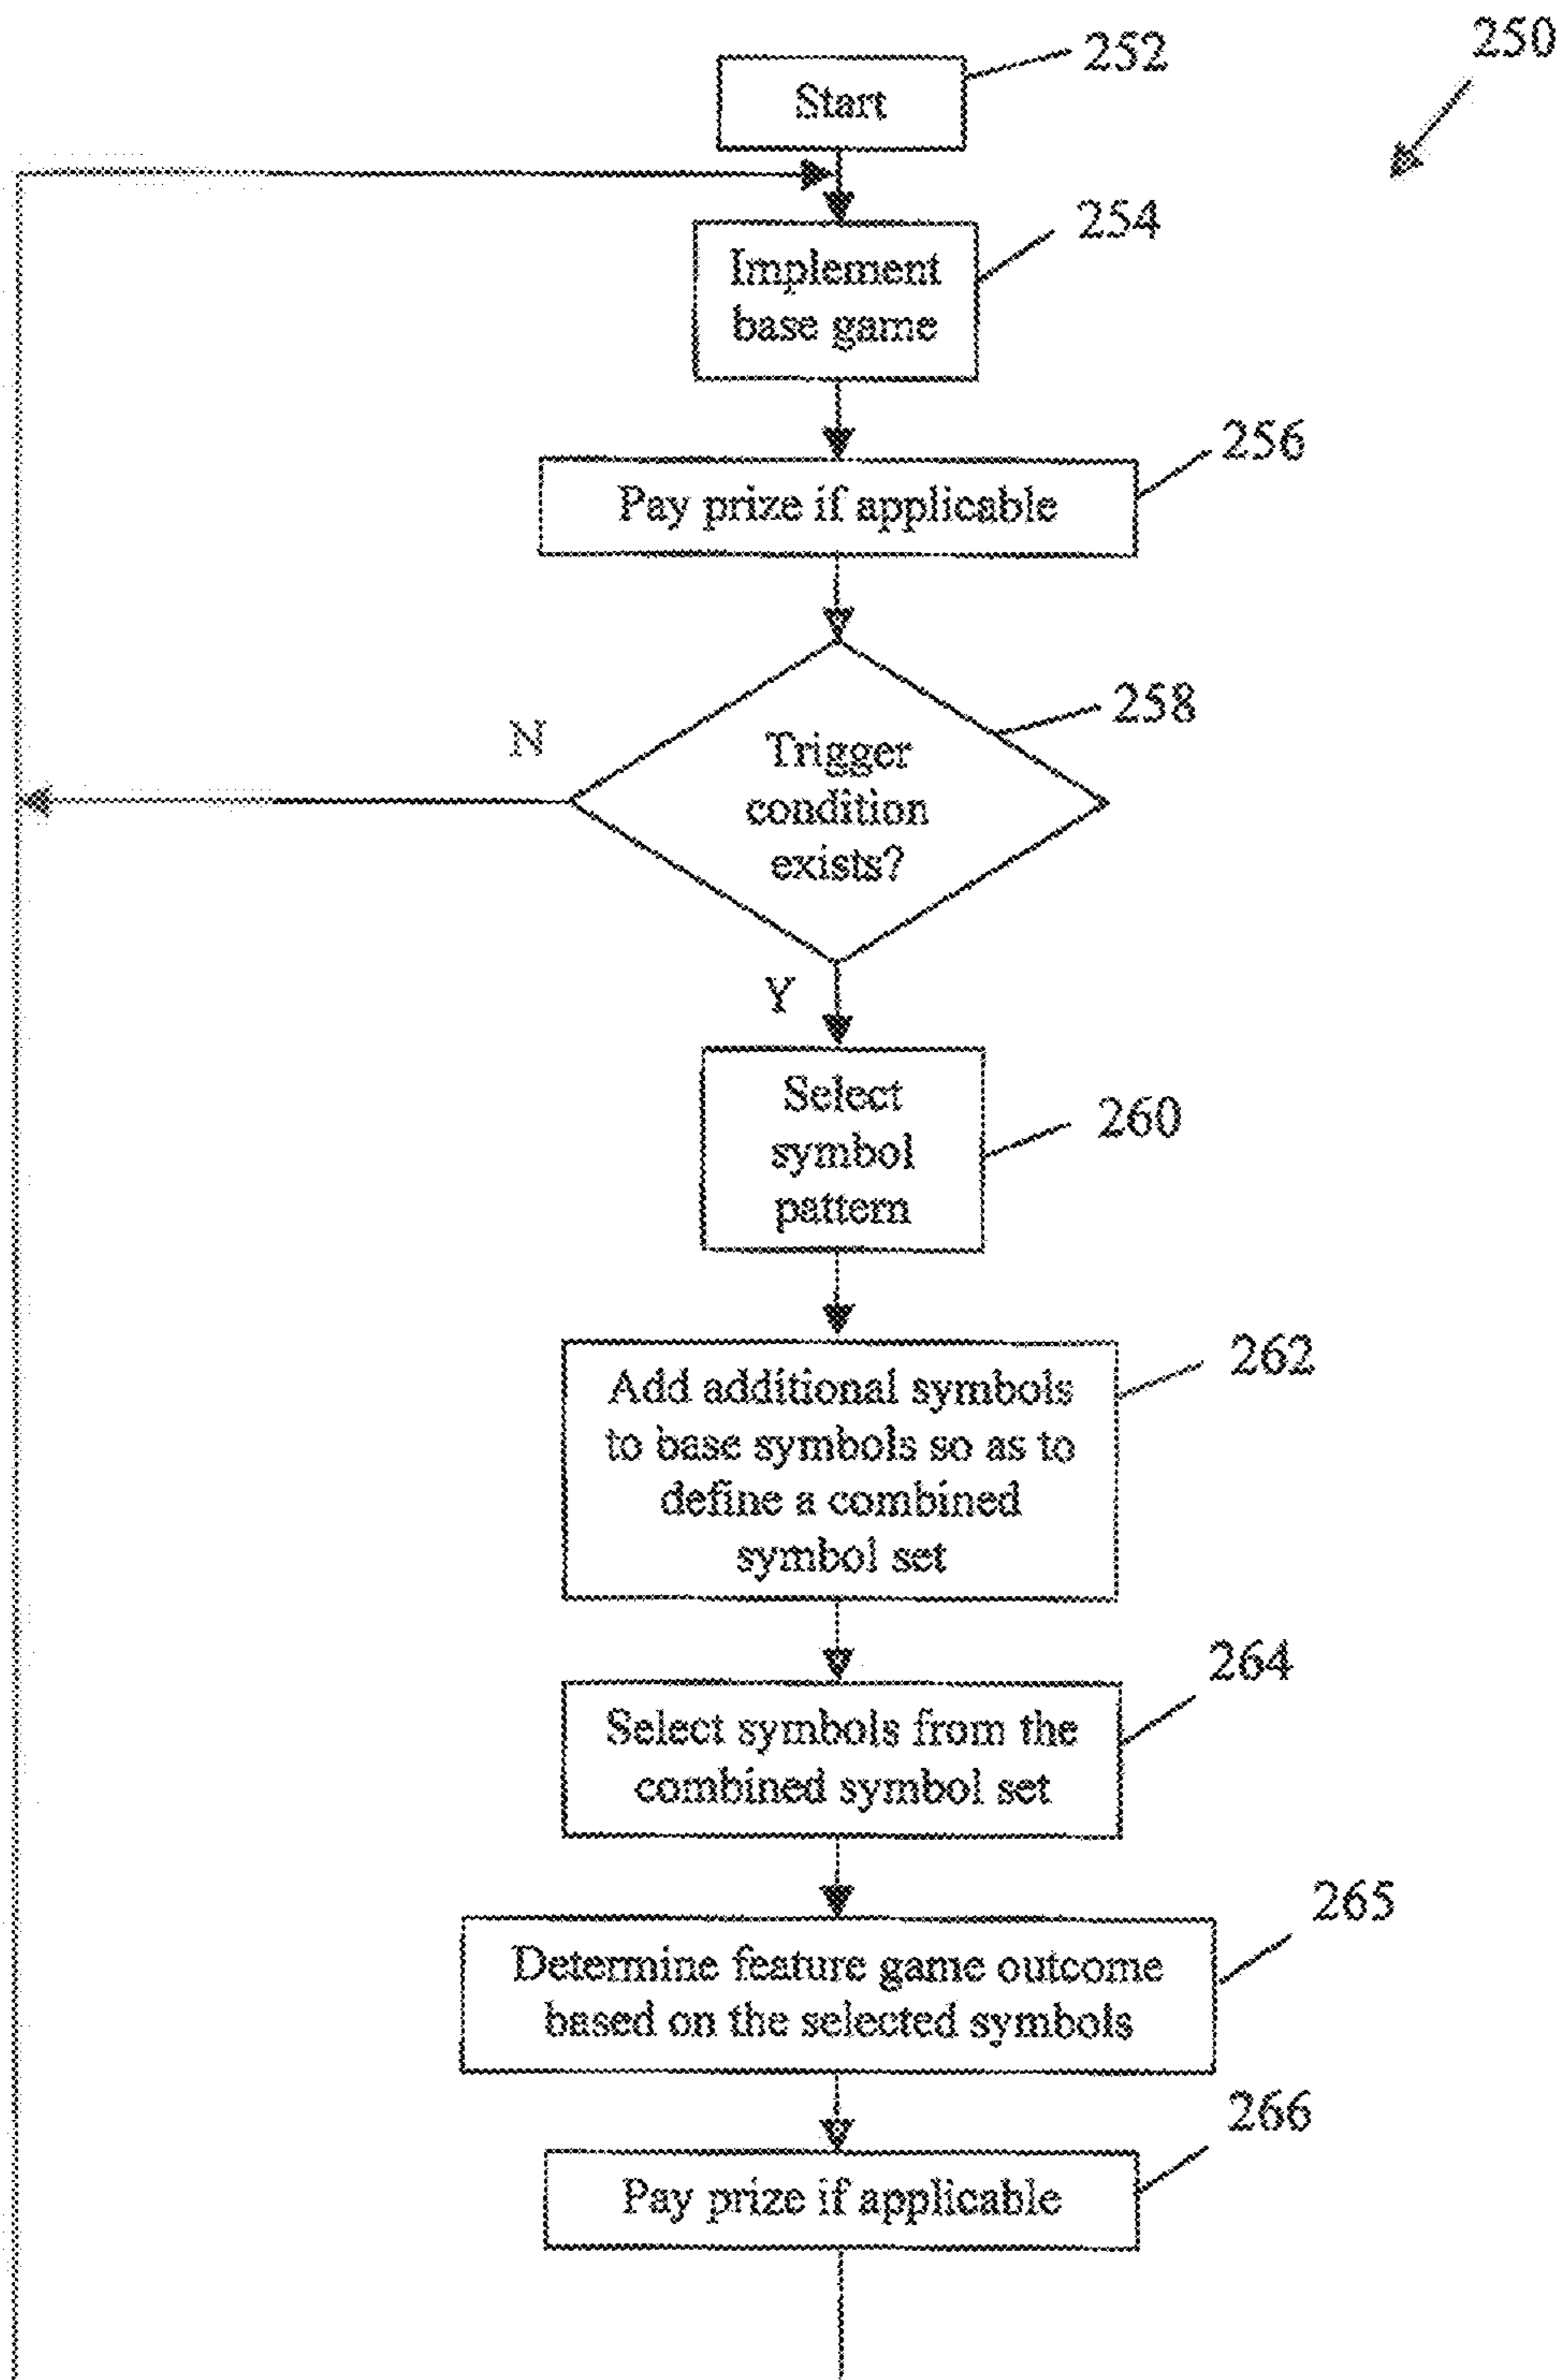 250
252
Start
254
Implement
base game
256
Pay prize if applicable
258
N
Trigger
condition
exists?
Y
Select
symbol
pattern
260
262
Add additional symbols
to base symbols so as to
define a combined
symbol set
264
Select symbols from the
combined symbol set
265
Determine feature game outcome
based on the selected symbols
266
Pay prize if applicable